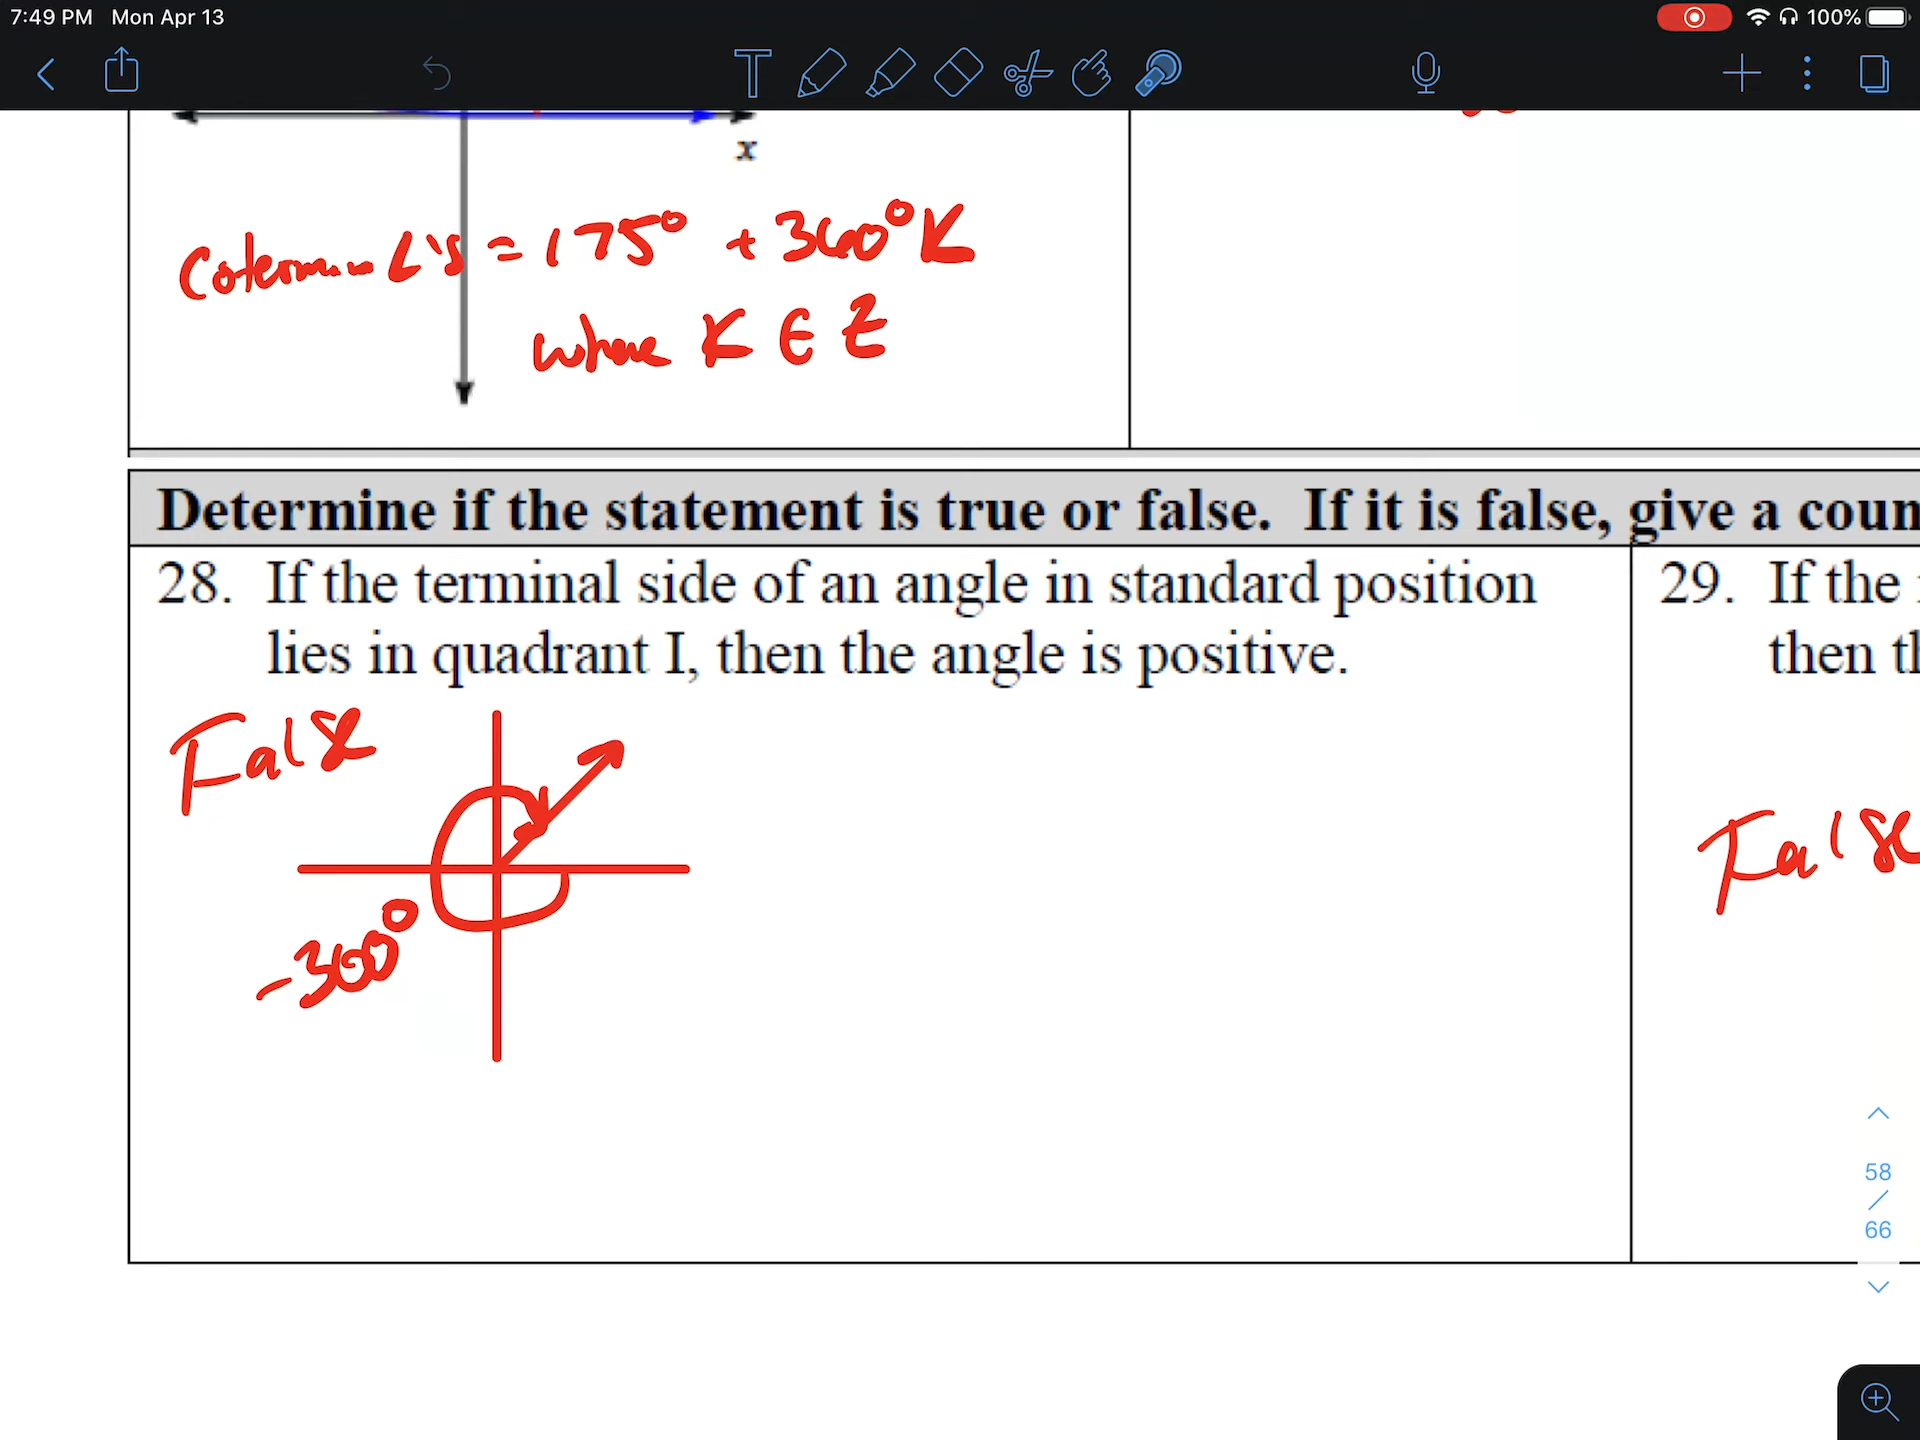 7:49 PM Mon Apr 13
100%
x
Cotermin ∠'s = 175° + 360°K
where K ∈ Z
Determine if the statement is true or false. If it is false, give a coun
28. If the terminal side of an angle in standard position
lies in quadrant I, then the angle is positive.
False
-300°
29. If the
then th
False
58
/
66